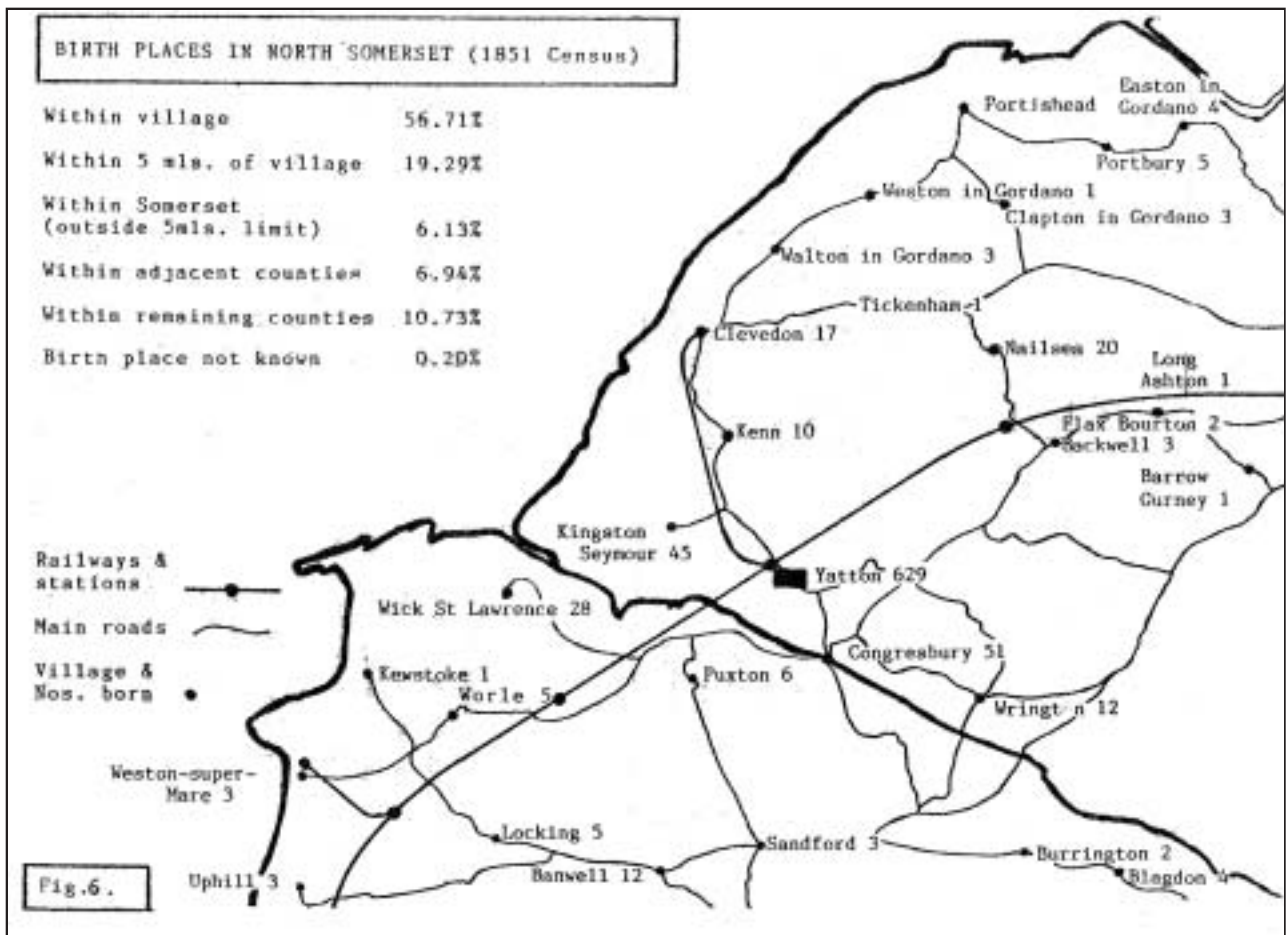 BIRTH PLACES IN NORTH SOMERSET (1851 Census)
Within village 56.71%
Within 5 mls. of village 19.29%
Within Somerset
(outside 5mls. limit) 6.13%
Within adjacent counties 6.94%
Within remaining counties 10.73%
Birth place not known 0.20%
Easton in
Gordano 4
Portishead
Portbury 5
Weston in Gordano 1
Clapton in Gordano 3
Walton in Gordano 3
Tickenham 1
Clevedon 17
Nailsea 20
Long
Ashton 1
Flax Bourton 2
Backwell 3
Kenn 10
Barrow
Gurney 1
Kingston
Seymour 45
Yatton 629
Railways &
stations
Wick St Lawrence 28
Main roads
Congresbury 51
Village &
Nos. born
Kewstoke 1
Puxton 6
Worle 5
Wringt n 12
Weston-super-
Mare 3
Locking 5
Sandford 3
Burrington 2
Uphill 3
Banwell 12
Blagdon 4
Fig.6.